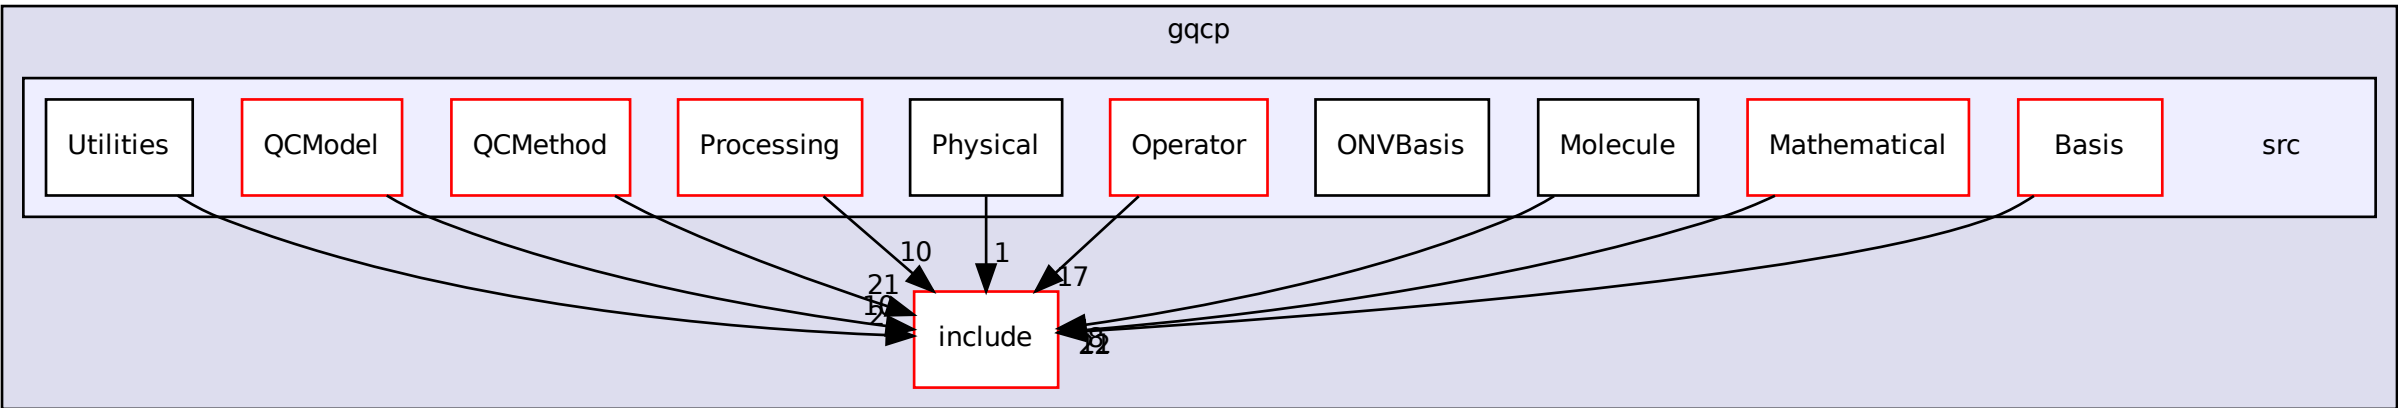 gqcp
Utilities
QCModel
QCMethod
Processing
Physical
Operator
ONVBasis
Molecule
Mathematical
Basis
src
10
1
17
21
include